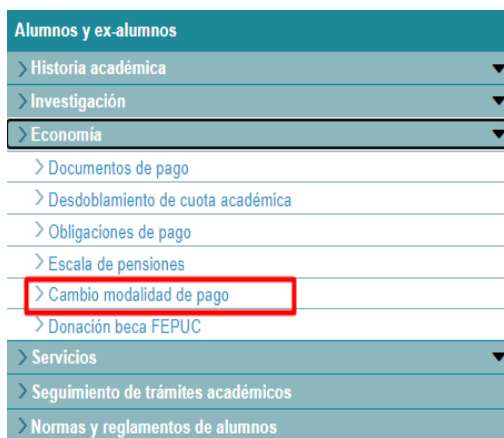 Alumnos y ex-alumnos
Historia académica
Investigación
Economía
Documentos de pago
Desdoblamiento de cuota académica
Obligaciones de pago
Escala de pensiones
Cambio modalidad de pago
Donación beca FEPUC
Servicios
Seguimiento de trámites académicos
Normas y reglamentos de alumnos